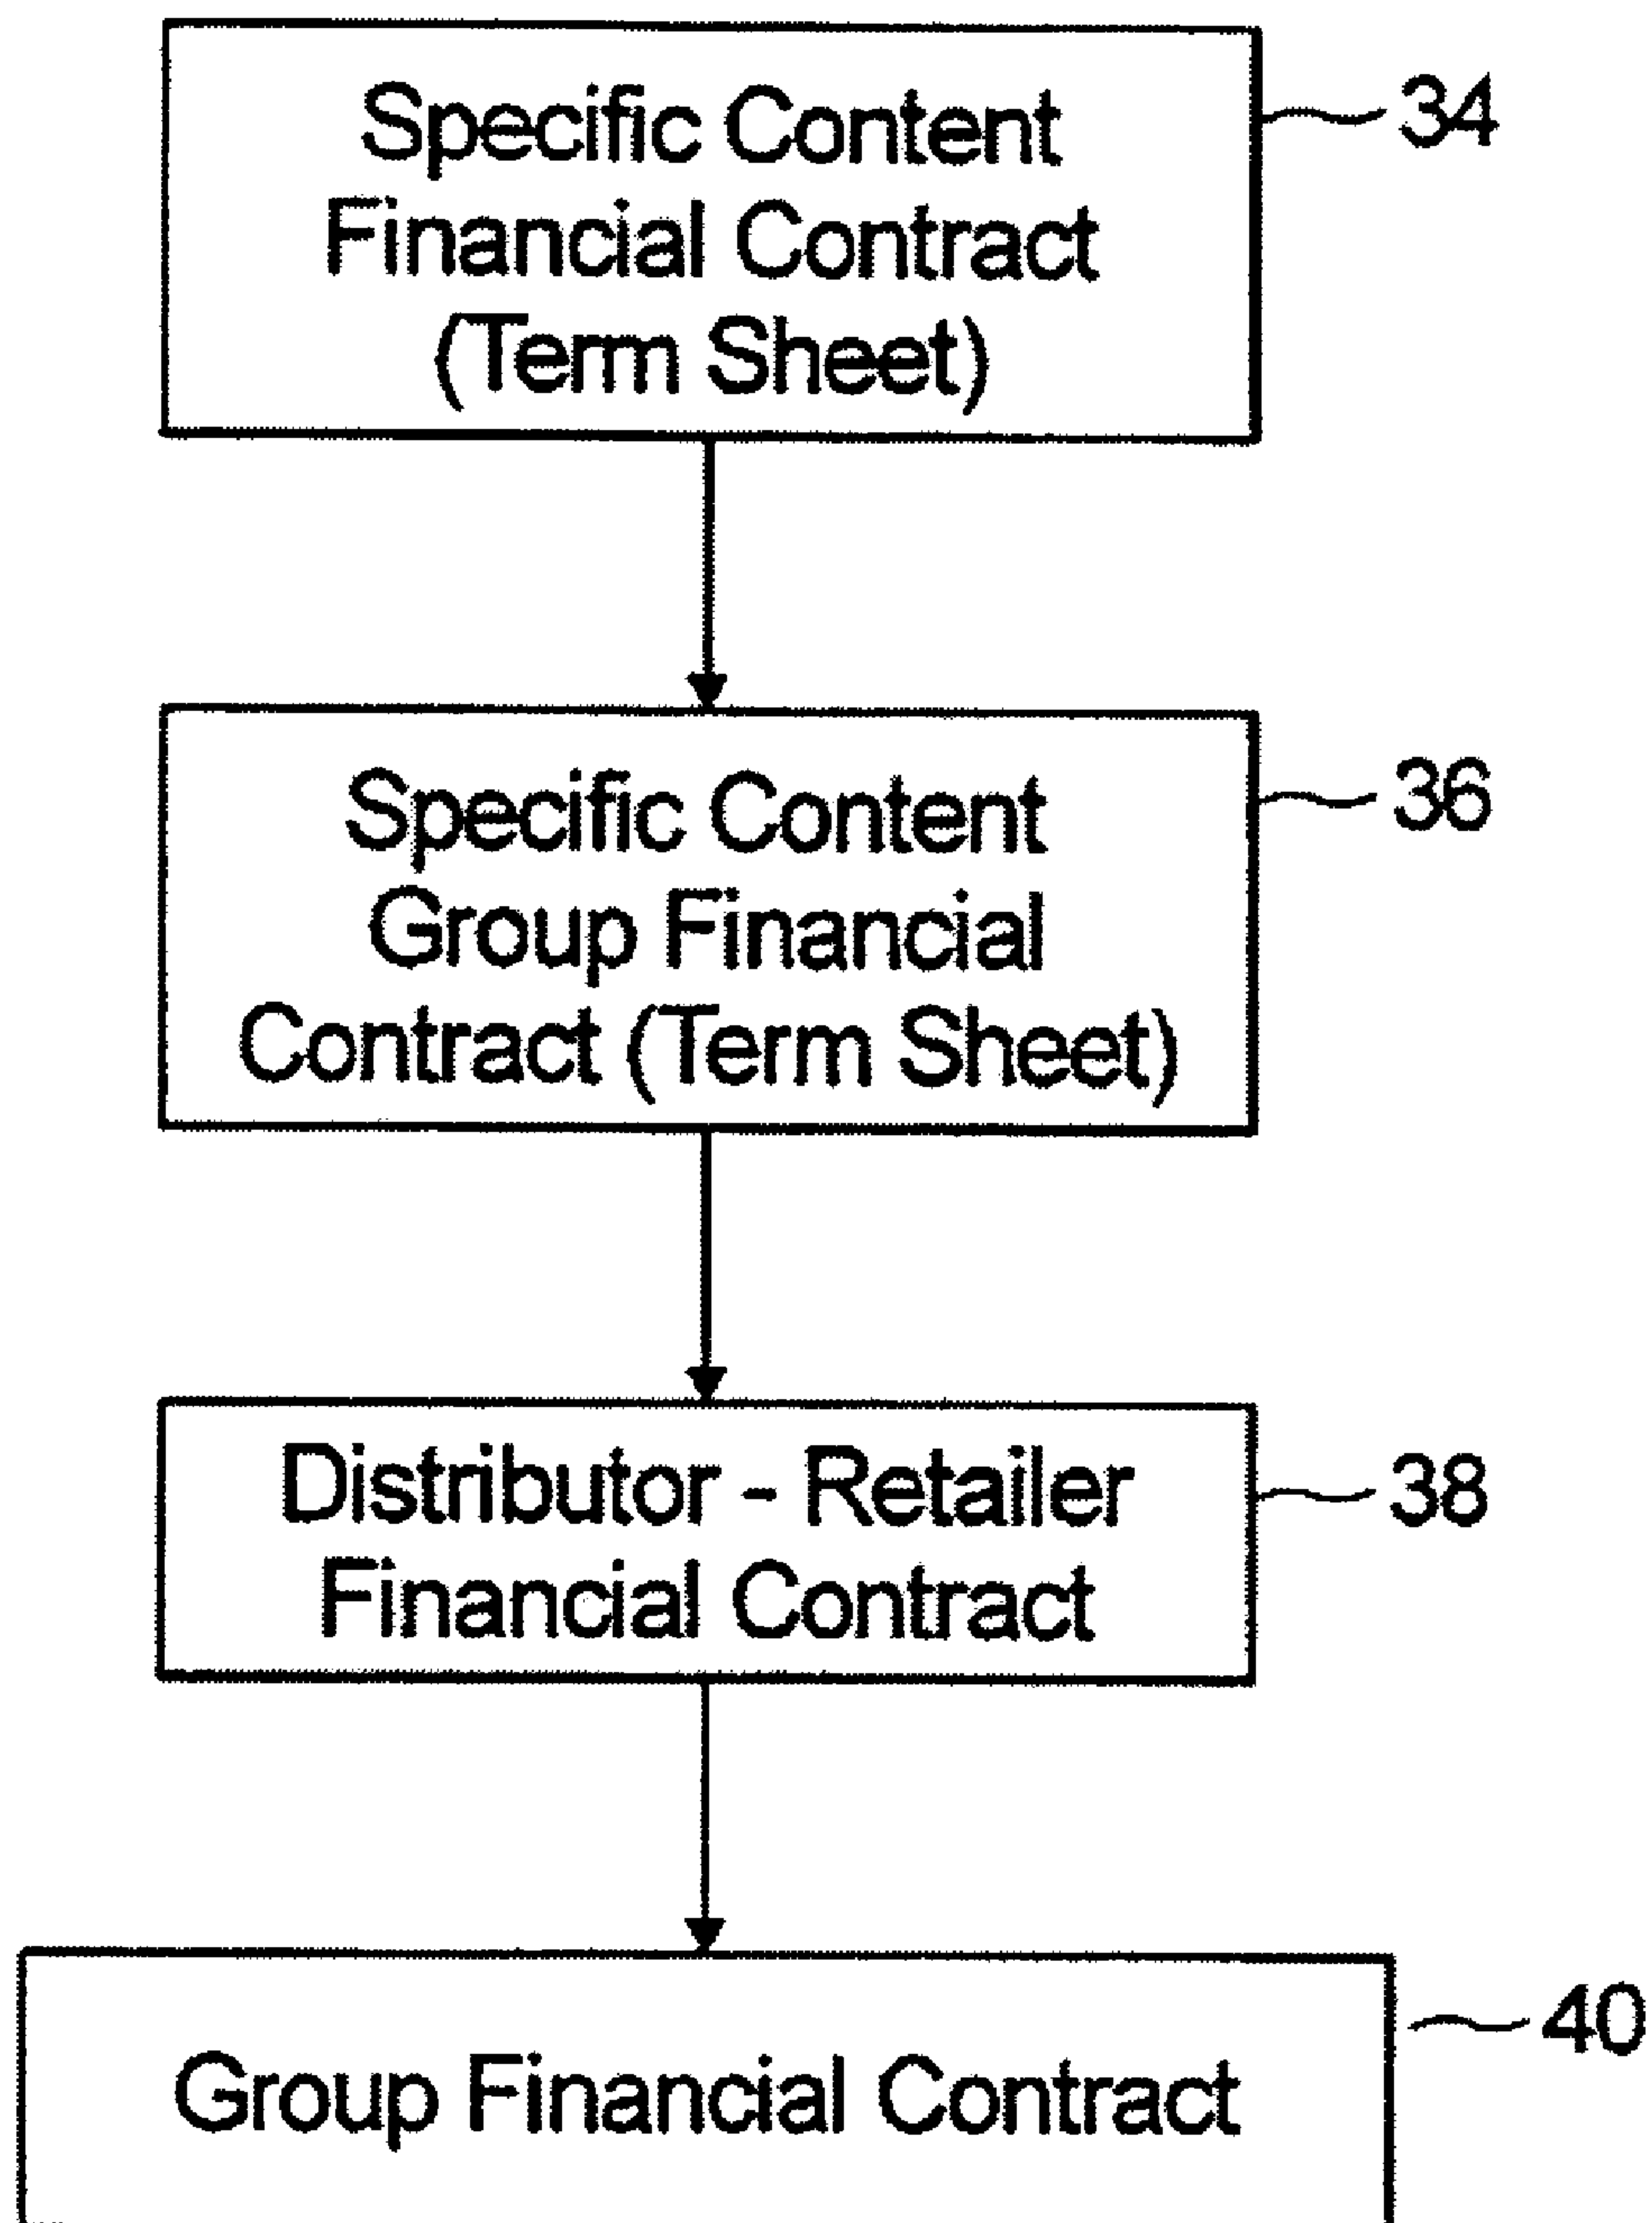 Specific Content
Financial Contract
(Term Sheet)
34
Specific Content
Group Financial
Contract (Term Sheet)
36
Distributor - Retailer
Financial Contract
38
Group Financial Contract
40